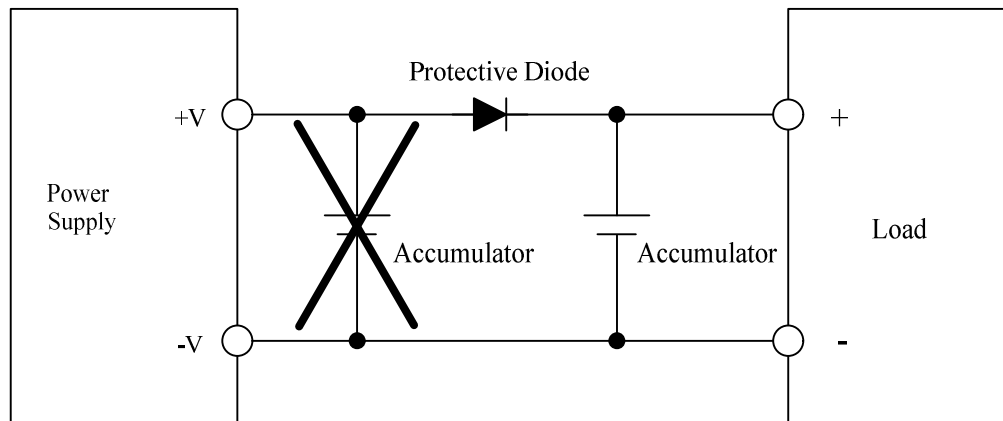 Protective Diode
+V
+
Power
Supply
Accumulator
Accumulator
Load
-V
-